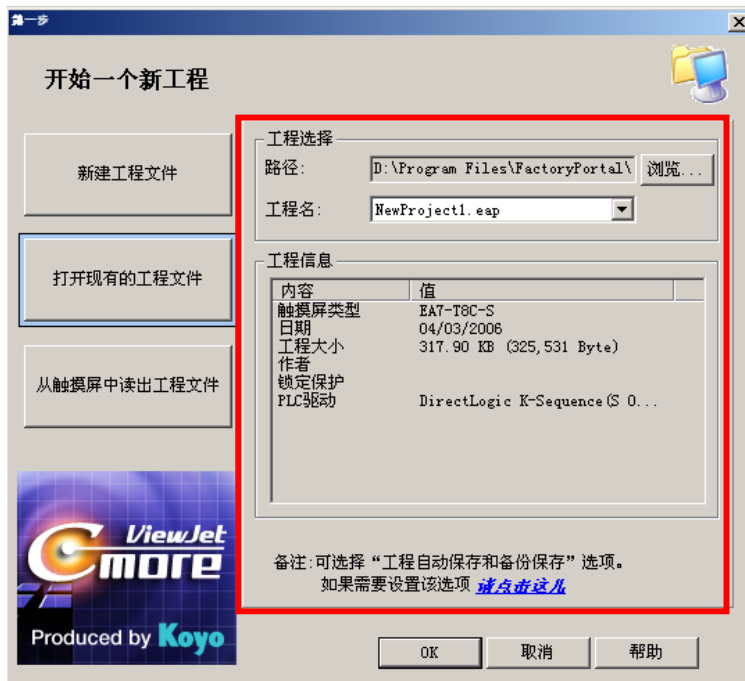 第一步
开始一个新工程
新建工程文件
打开现有的工程文件
从触摸屏中读出工程文件
工程选择
路径: D:\Program Files\FactoryPortal\ 浏览...
工程名: NewProject1.eap
工程信息
内容 值
触摸屏类型 EA7-T8C-S
日期 04/03/2006
工程大小 317.90 KB (325,531 Byte)
作者
锁定保护
PLC驱动 DirectLogic K-Sequence(S 0...
备注:可选择“工程自动保存和备份保存”选项。
如果需要设置该选项 请点击这儿
ViewJet
Cmore
Produced by Koyo
OK 取消 帮助